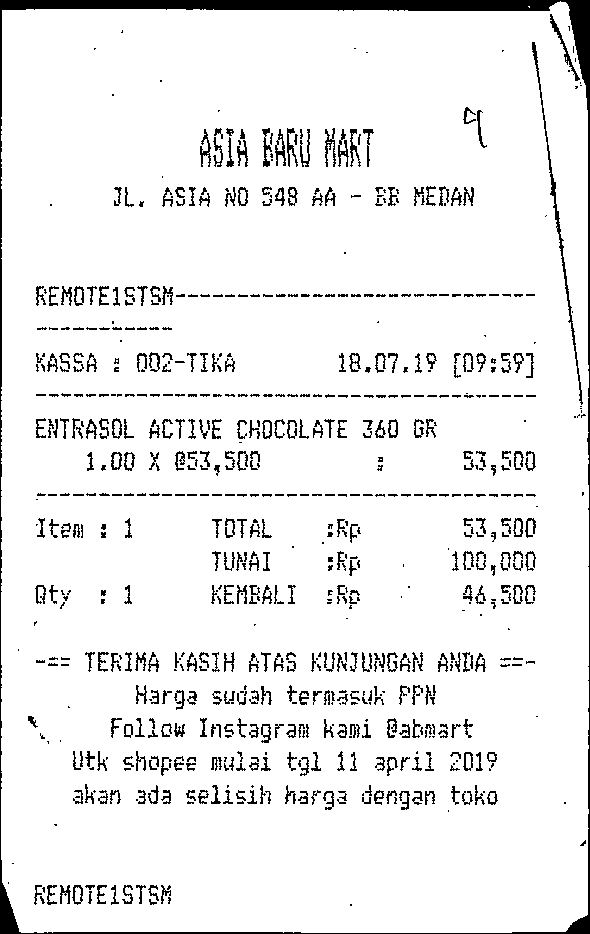 ASIA BARU MART
JL. ASIA NO 548 AA - BB MEDAN
REMOTE1STSM-----------------------------
-----------
KASSA : 002-TIKA 18.07.19 [09:59]
----------------------------------------
ENTRASOL ACTIVE CHOCOLATE 360 GR
1.00 X @53,500 : 53,500
----------------------------------------
Item : 1 TOTAL :Rp 53,500
TUNAI :Rp 100,000
Qty : 1 KEMBALI :Rp 46,500
-== TERIMA KASIH ATAS KUNJUNGAN ANDA ==-
Harga sudah termasuk PPN
Follow Instagram kami @abmart
Utk shopee mulai tgl 11 april 2019
akan ada selisih harga dengan toko
REMOTE1STSM